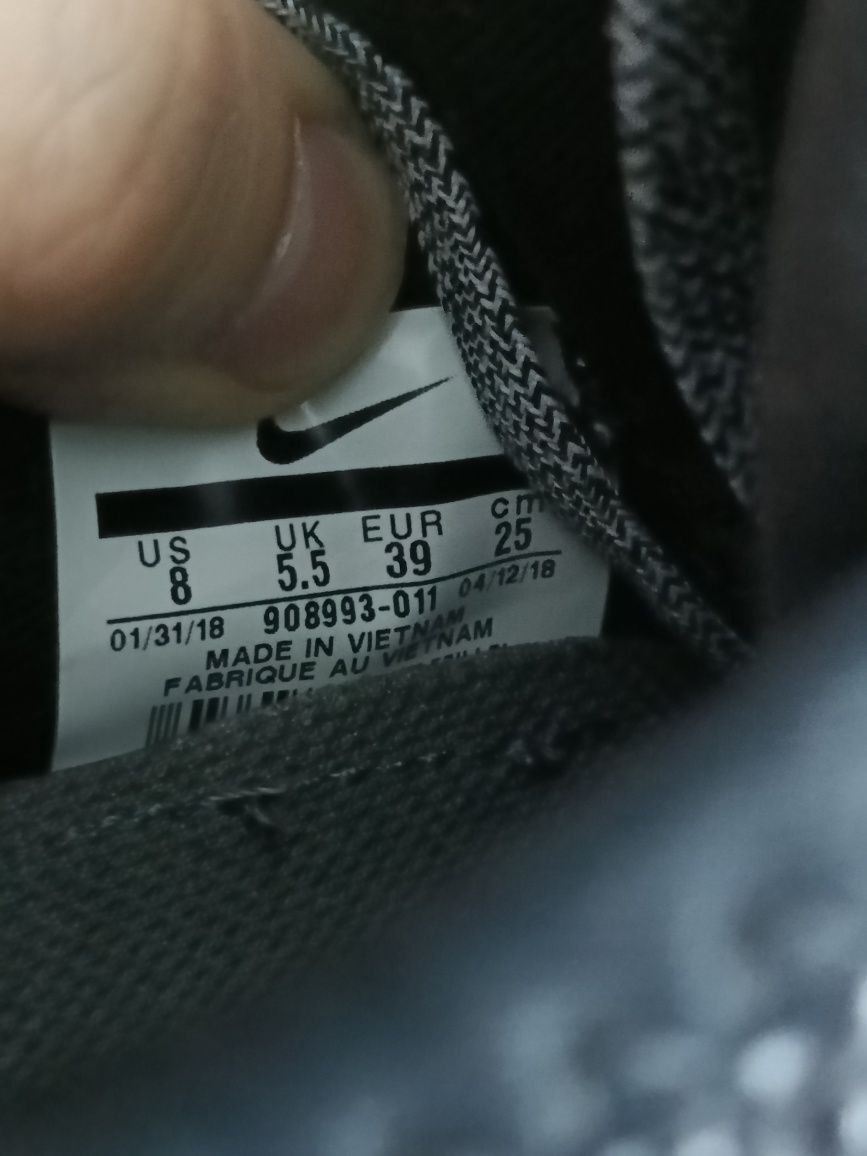 US UK EUR cm
8 5.5 39 25
01/31/18 908993-011 04/12/18
MADE IN VIETNAM
FABRIQUE AU VIETNAM